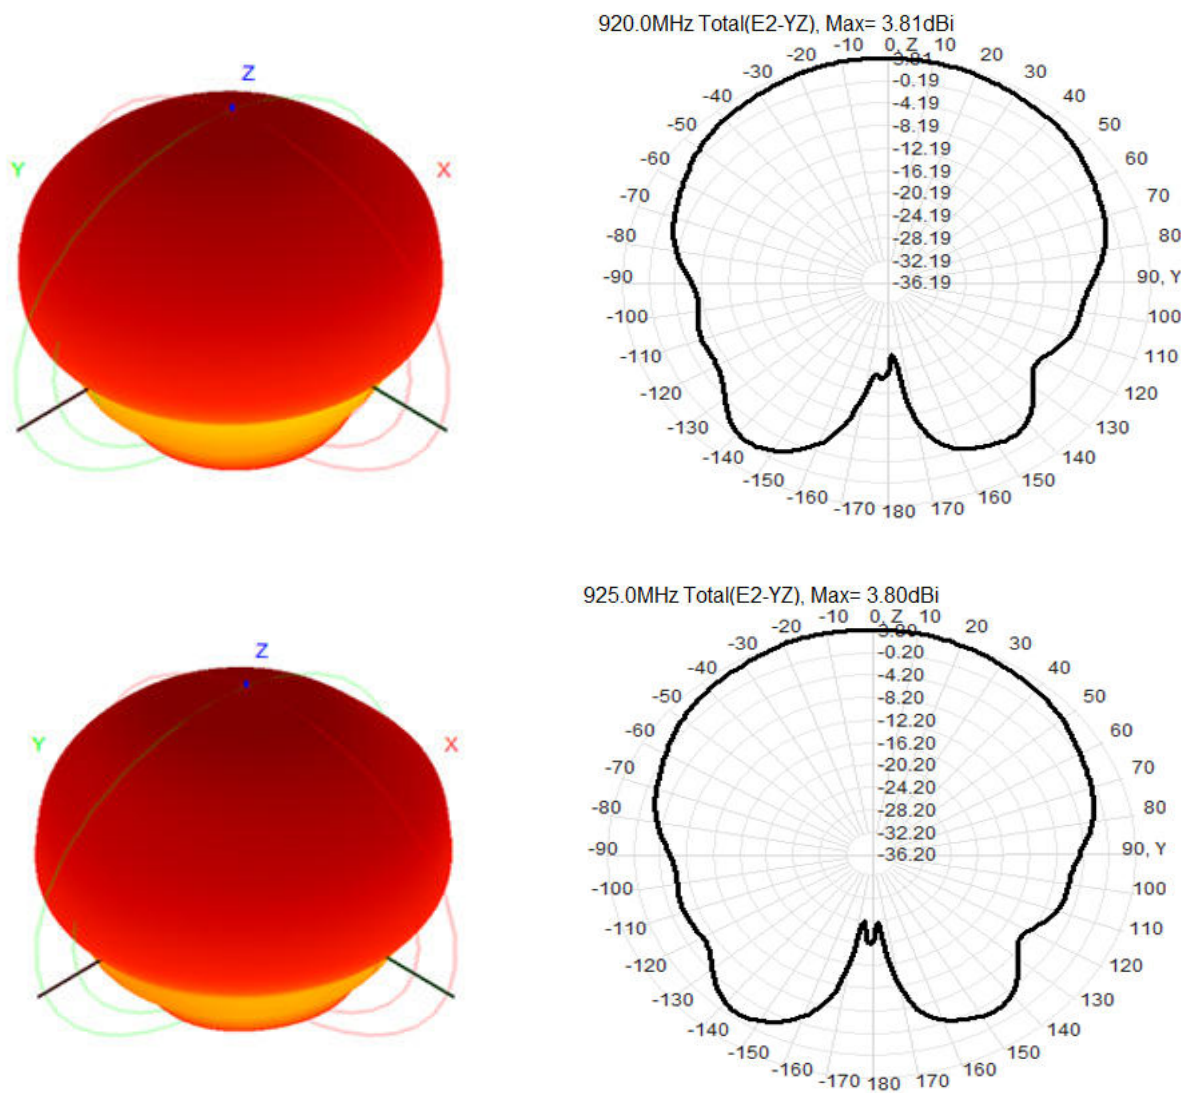 920.0MHz Total(E2-YZ), Max= 3.81dBi
-20 -10 0, Z 10 20
-30 3.81 30
-40 -0.19 40
-4.19
-50 -8.19 50
-60 -12.19 60
-16.19
-70 -20.19 70
-24.19
-80 -28.19 80
-32.19
-90 -36.19 90, Y
-100 100
-110 110
-120 120
-130 130
-140 140
-150 150
-160 -170 180 170 160
Z
Y X
925.0MHz Total(E2-YZ), Max= 3.80dBi
-20 -10 0, Z 10 20
-30 30
-0.20
-40 -4.20 40
-50 -8.20 50
-12.20
-60 -16.20 60
-70 -20.20 70
-24.20
-80 -28.20 80
-32.20
-90 -36.20 90, Y
-100 100
-110 110
-120 120
-130 130
-140 140
-150 150
-160 -170 180 170 160
Z
Y X